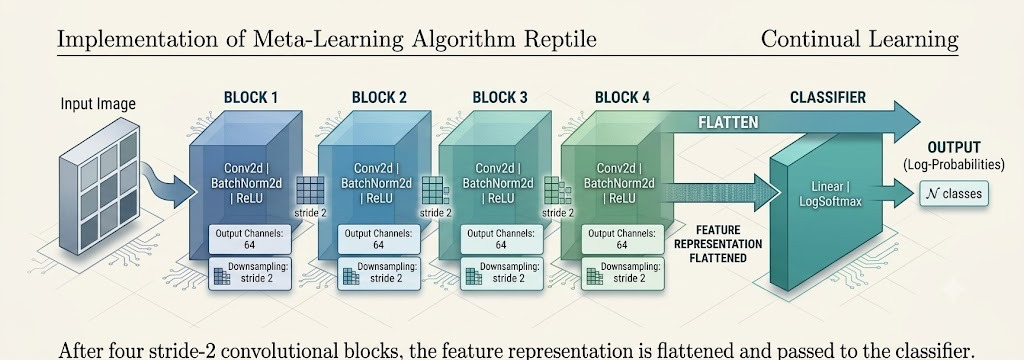 Implementation of Meta-Learning Algorithm Reptile
Continual Learning
Input Image
BLOCK 1
Conv2d |
BatchNorm2d
| ReLU
Output Channels:
64
Downsampling:
stride 2
stride 2
BLOCK 2
Conv2d |
BatchNorm2d
| ReLU
Output Channels:
64
Downsampling:
stride 2
stride 2
BLOCK 3
Conv2d |
BatchNorm2d
| ReLU
Output Channels:
64
Downsampling:
stride 2
stride 2
BLOCK 4
Conv2d |
BatchNorm2d
| ReLU
Output Channels:
64
Downsampling:
stride 2
FLATTEN
FEATURE
REPRESENTATION
FLATTENED
CLASSIFIER
Linear |
LogSoftmax
OUTPUT
(Log-Probabilities)
N classes
After four stride-2 convolutional blocks, the feature representation is flattened and passed to the classifier.